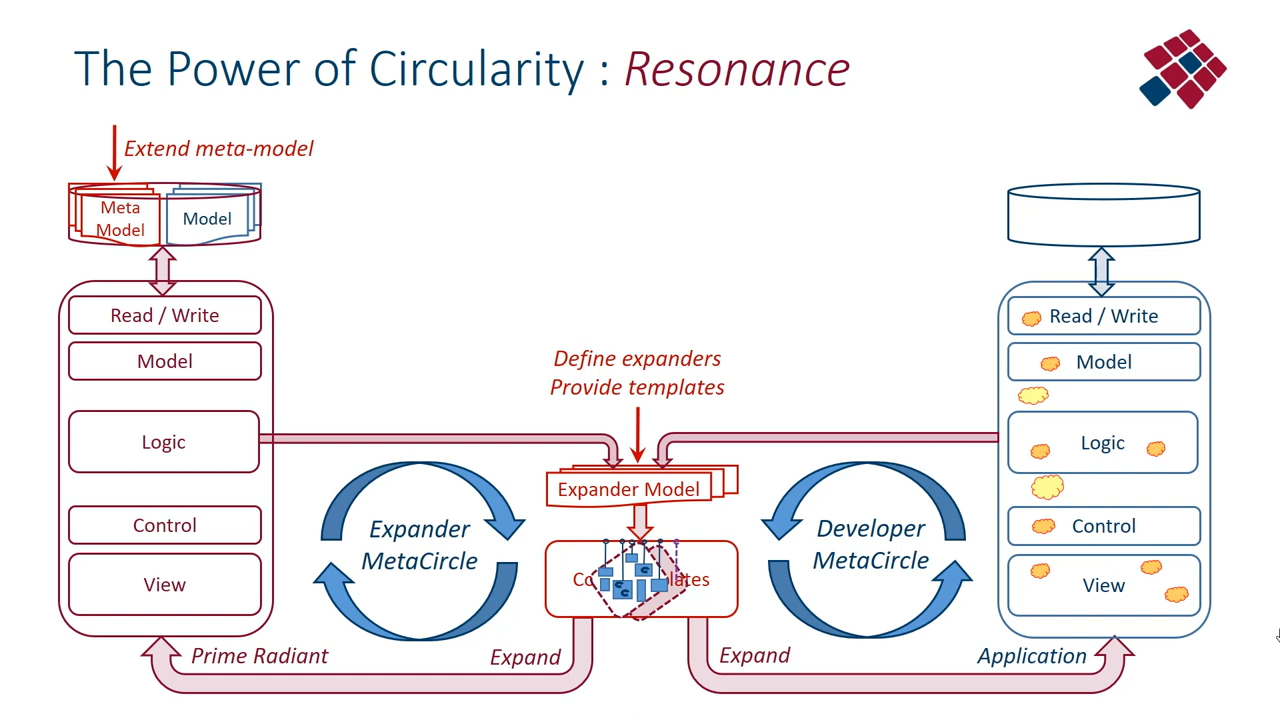 The Power of Circularity : Resonance
Extend meta-model
Meta
Model
Model
Read / Write
Model
Logic
Control
View
Define expanders
Provide templates
Expander Model
Expander
MetaCircle
Developer
MetaCircle
Read / Write
Model
Logic
Control
View
Prime Radiant
Expand
Expand
Application